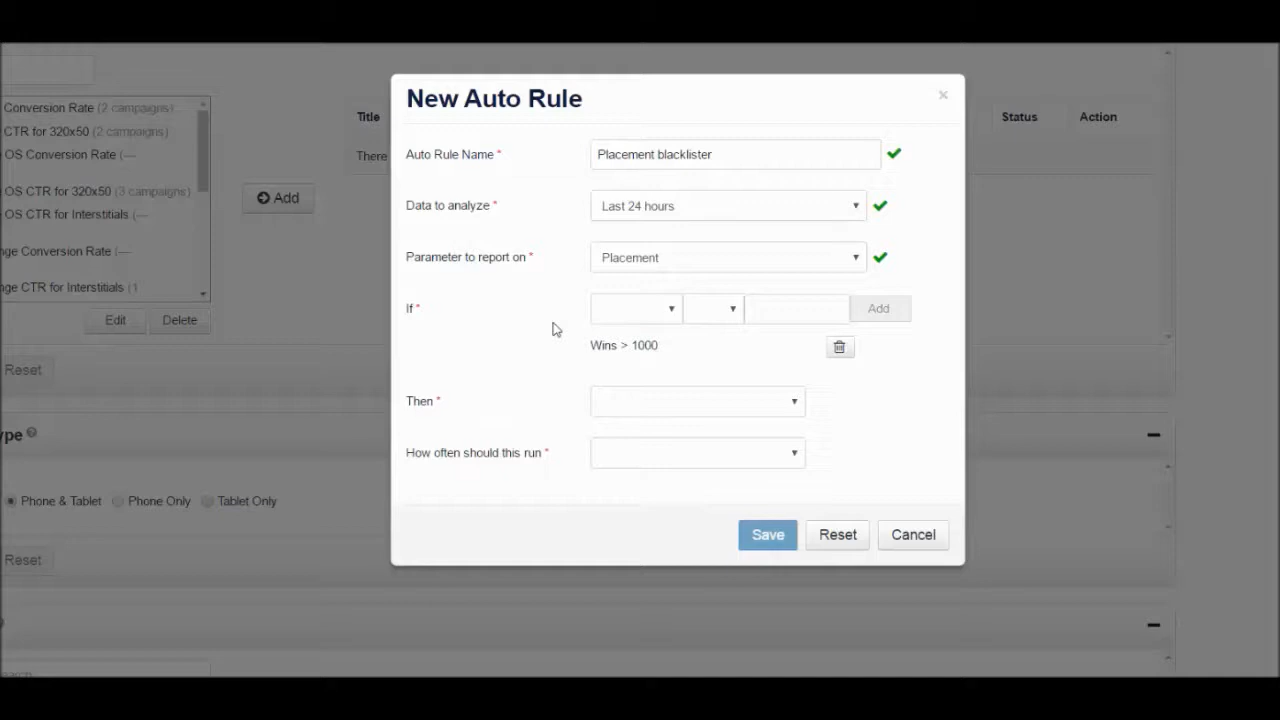 New Auto Rule
×
Auto Rule Name *
Placement blacklister
Data to analyze *
Last 24 hours
Parameter to report on *
Placement
If *
Add
Wins > 1000
Then *
How often should this run *
Save
Reset
Cancel
Conversion Rate (2 campaigns)
CTR for 320x50 (2 campaigns)
OS Conversion Rate (—
OS CTR for 320x50 (3 campaigns)
OS CTR for Interstitials (—
nge Conversion Rate (—
nge CTR for Interstitials (1
Edit
Delete
Add
Title
Status
Action
There
Reset
ype
Phone & Tablet
Phone Only
Tablet Only
Reset